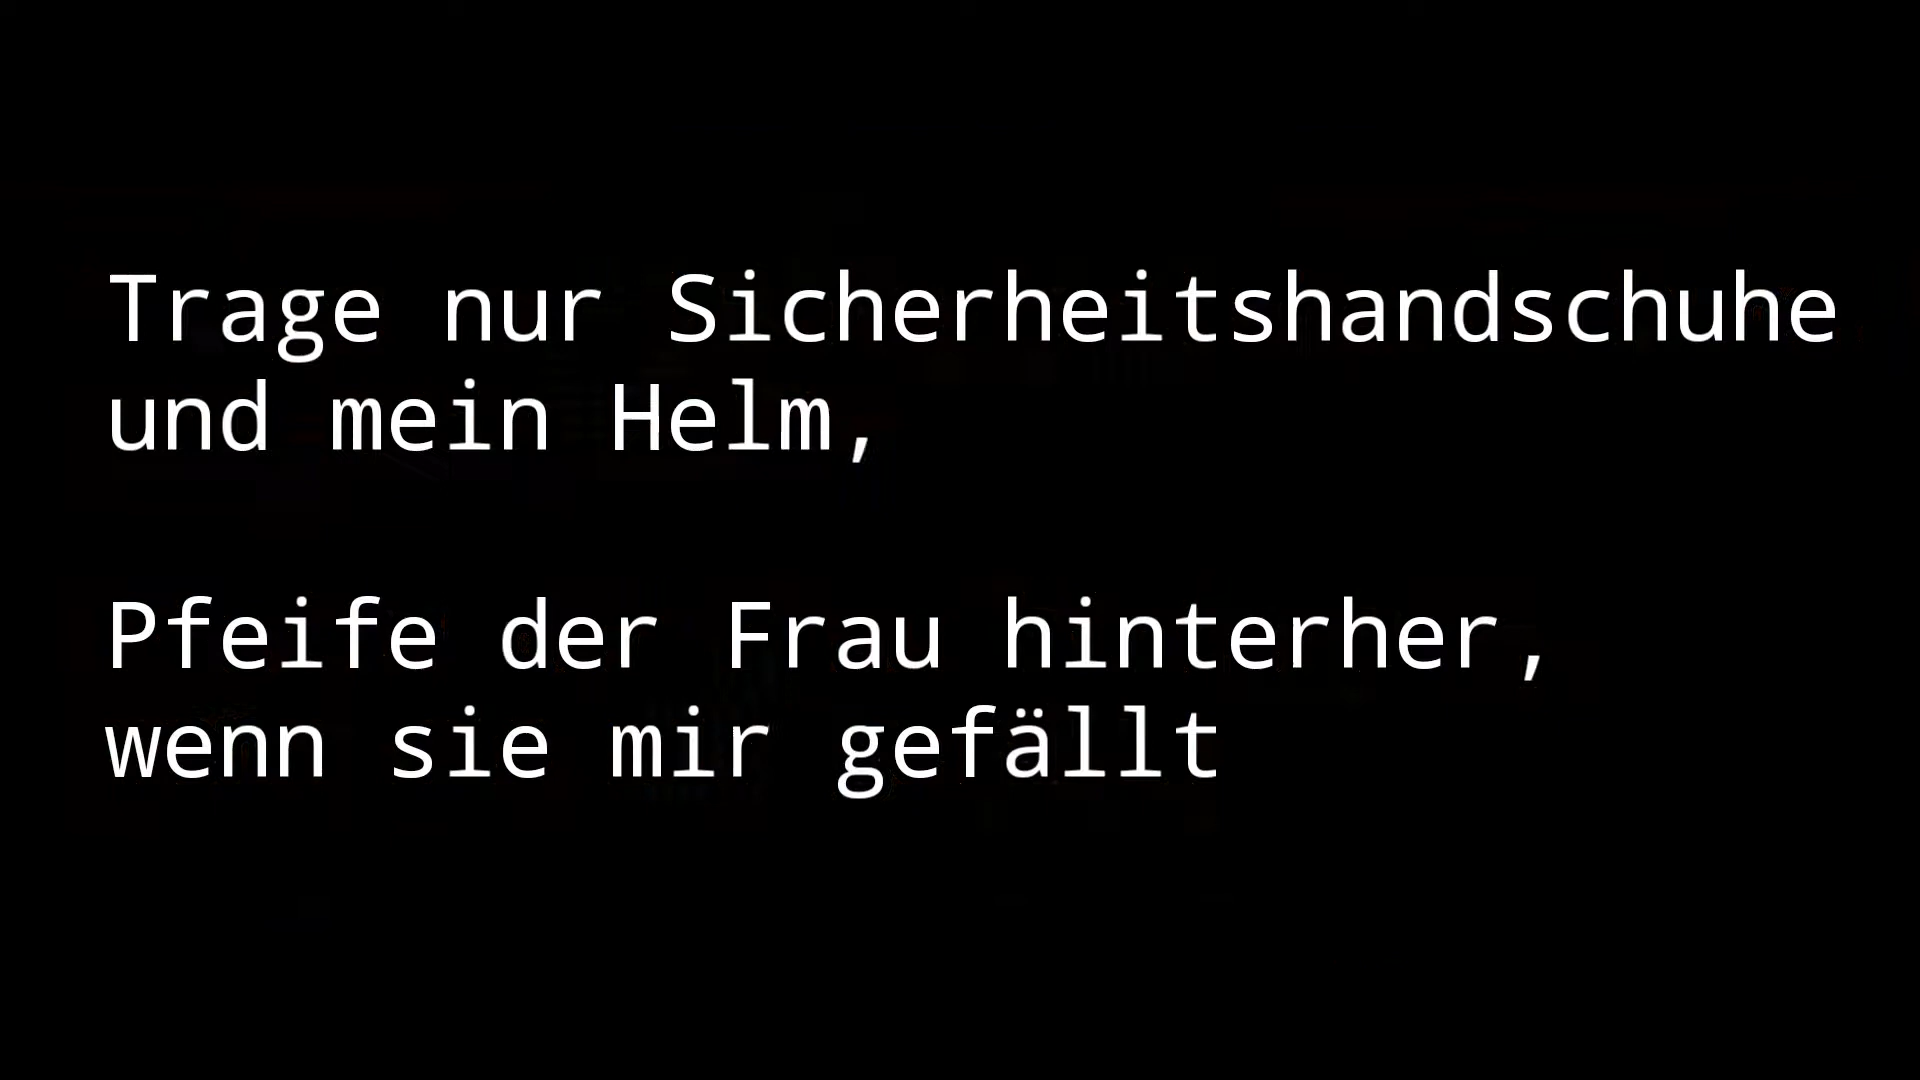 Trage nur Sicherheitshandschuhe
und mein Helm,
Pfeife der Frau hinterher,
wenn sie mir gefällt